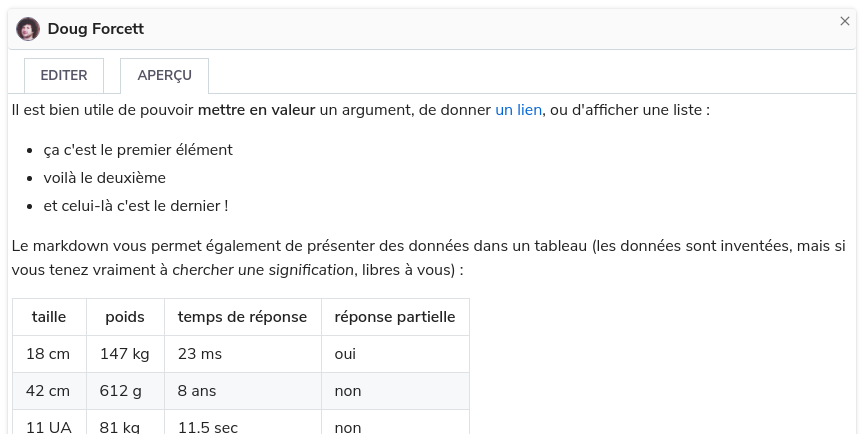 Doug Forcett
×
EDITER APERÇU
Il est bien utile de pouvoir mettre en valeur un argument, de donner un lien, ou d'afficher une liste :
• ça c'est le premier élément
• voilà le deuxième
• et celui-là c'est le dernier !
Le markdown vous permet également de présenter des données dans un tableau (les données sont inventées, mais si
vous tenez vraiment à chercher une signification, libres à vous) :
taille poids temps de réponse réponse partielle
18 cm 147 kg 23 ms oui
42 cm 612 g 8 ans non
11 UA 81 kg 11.5 sec non